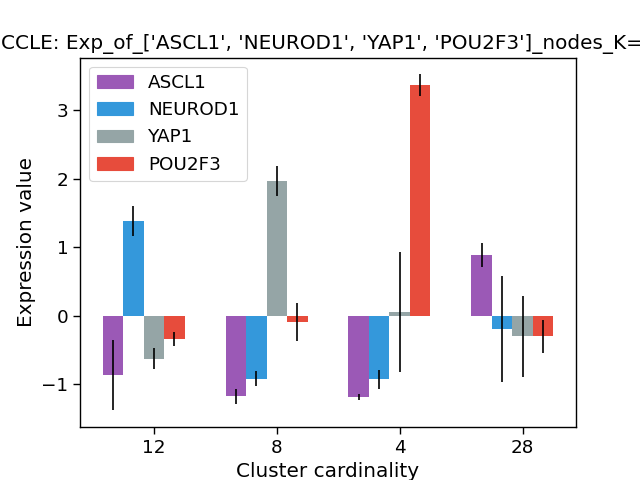 CCLE: Exp_of_['ASCL1', 'NEUROD1', 'YAP1', 'POU2F3']_nodes_K=
ASCL1
NEUROD1
YAP1
POU2F3
Expression value
3
2
1
0
−1
12 8 4 28
Cluster cardinality